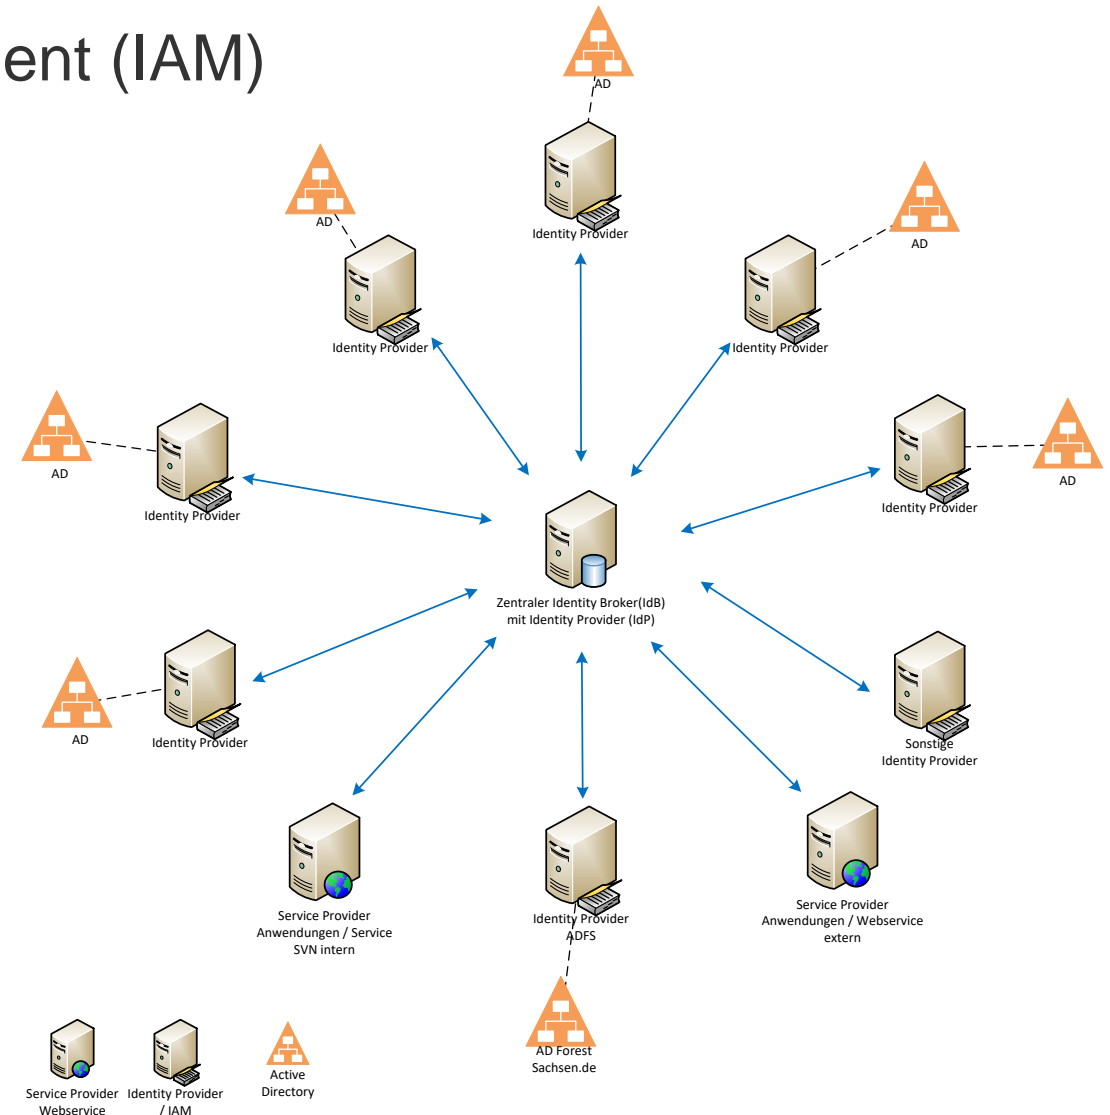 ent (IAM)
AD
Identity Provider
AD
Identity Provider
AD
Identity Provider
AD
Identity Provider
AD
Identity Provider
Zentraler Identity Broker(IdB)
mit Identity Provider (IdP)
AD
Identity Provider
Sonstige
Identity Provider
Service Provider
Anwendungen / Service
SVN intern
Identity Provider
ADFS
Service Provider
Anwendungen / Webservice
extern
AD Forest
Sachsen.de
Service Provider
Webservice
Identity Provider
/ IAM
Active
Directory